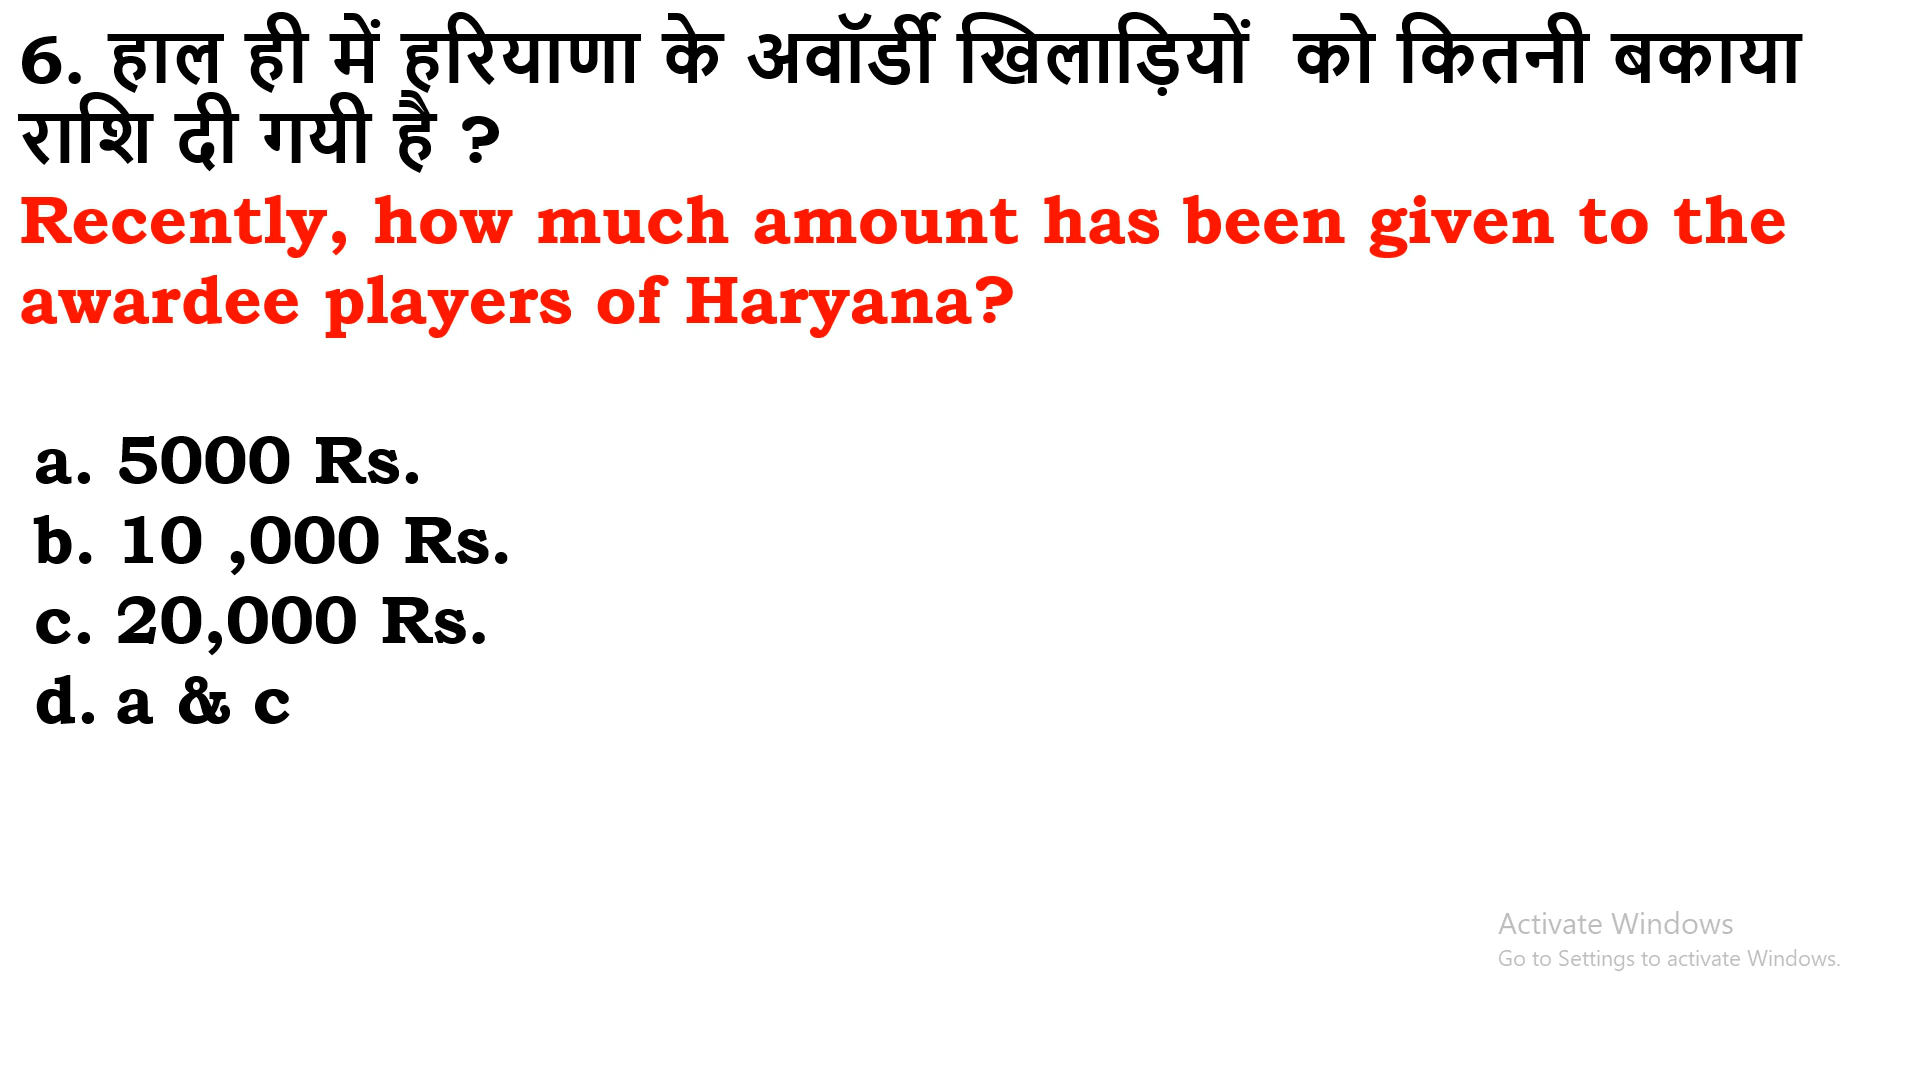 6. हाल ही में हरियाणा के अवॉर्डी खिलाड़ियों  को कितनी बकाया
राशि दी गयी है ?
Recently, how much amount has been given to the
awardee players of Haryana?
a. 5000 Rs.
b. 10 ,000 Rs.
c. 20,000 Rs.
d. a & c
Activate Windows
Go to Settings to activate Windows.